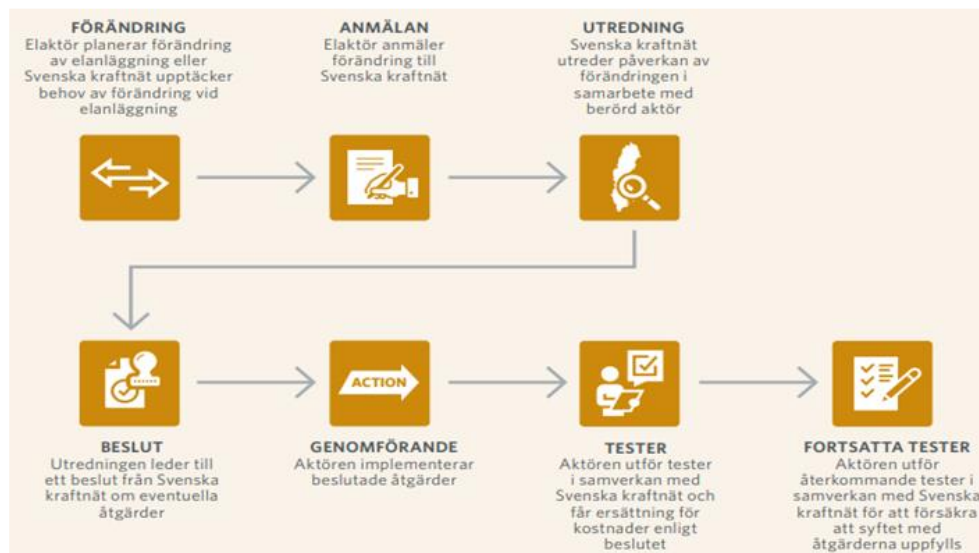 FÖRÄNDRING
Elaktör planerar förändring
av elanläggning eller
Svenska kraftnät upptäcker
behov av förändring vid
elanläggning
ANMÄLAN
Elaktör anmäler
förändring till
Svenska kraftnät
UTREDNING
Svenska kraftnät
utreder påverkan av
förändringen i
samarbete med
berörd aktör
BESLUT
Utredningen leder till
ett beslut från Svenska
kraftnät om eventuella
åtgärder
ACTION
GENOMFÖRANDE
Aktören implementerar
beslutade åtgärder
TESTER
Aktören utför tester
i samverkan med
Svenska kraftnät och
får ersättning för
kostnader enligt
beslutet
FORTSATTA TESTER
Aktören utför
återkommande tester i
samverkan med Svenska
kraftnät för att försäkra
att syftet med
åtgärderna uppfylls